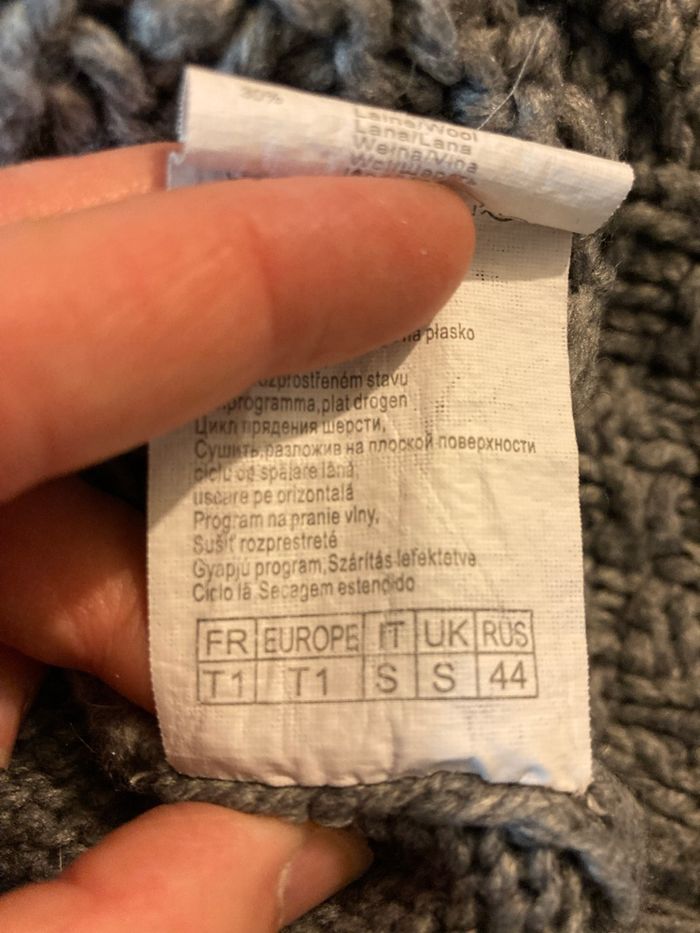 30%
Laine/Wool
Lana/Lana
Wełna/Vlna
na płasko
rozprostřeném stavu
programma,plat drogen
Цикл прядения шерсти,
Сушить,разложив на плоской поверхности
ciclu de spălare lână
uscare pe orizontală
Program na pranie vlny,
Sušiť rozprestreté
Gyapjú program,Szárítás lefektetve
Ciclo lã Secagem estendido
FR EUROPE IT UK RUS
T1 T1 S S 44